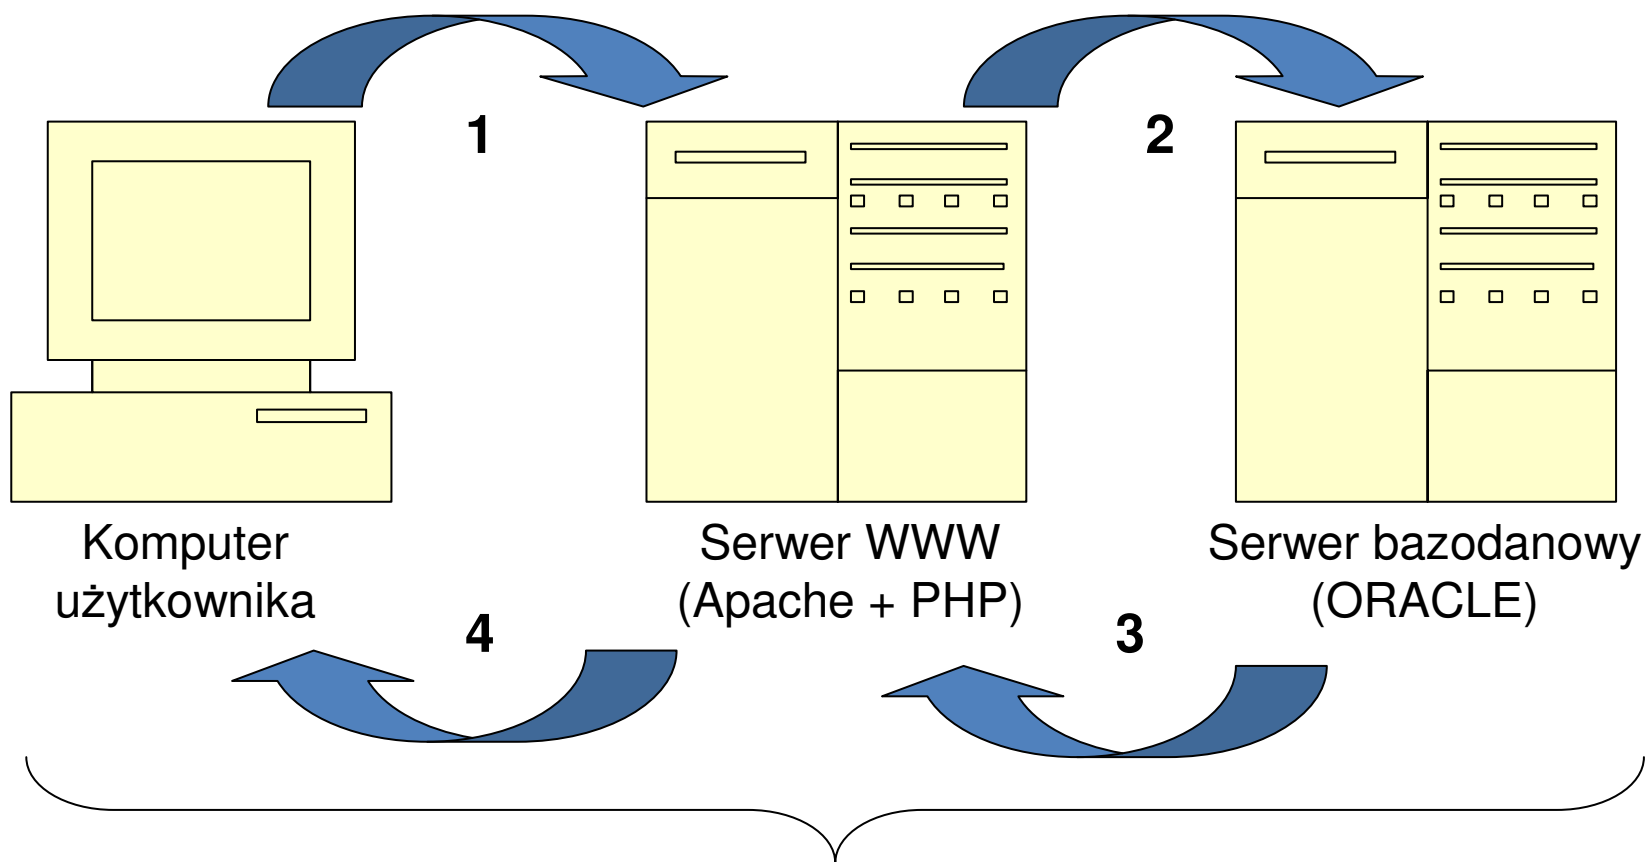 1
2
Komputer
użytkownika
Serwer WWW
(Apache + PHP)
Serwer bazodanowy
(ORACLE)
4
3